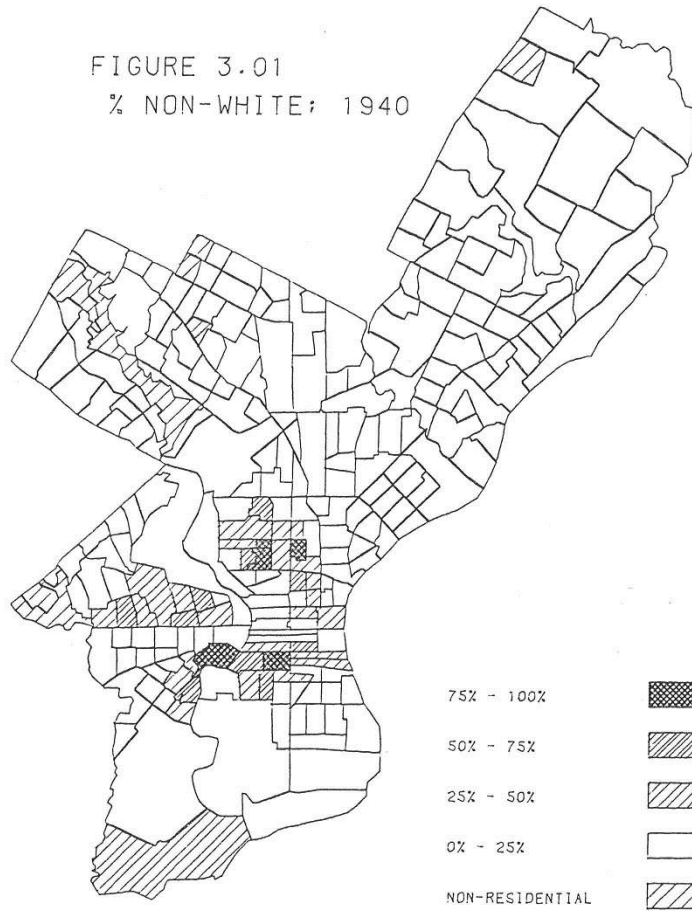 FIGURE 3.01
% NON-WHITE; 1940
75% - 100%
50% - 75%
25% - 50%
0% - 25%
NON-RESIDENTIAL